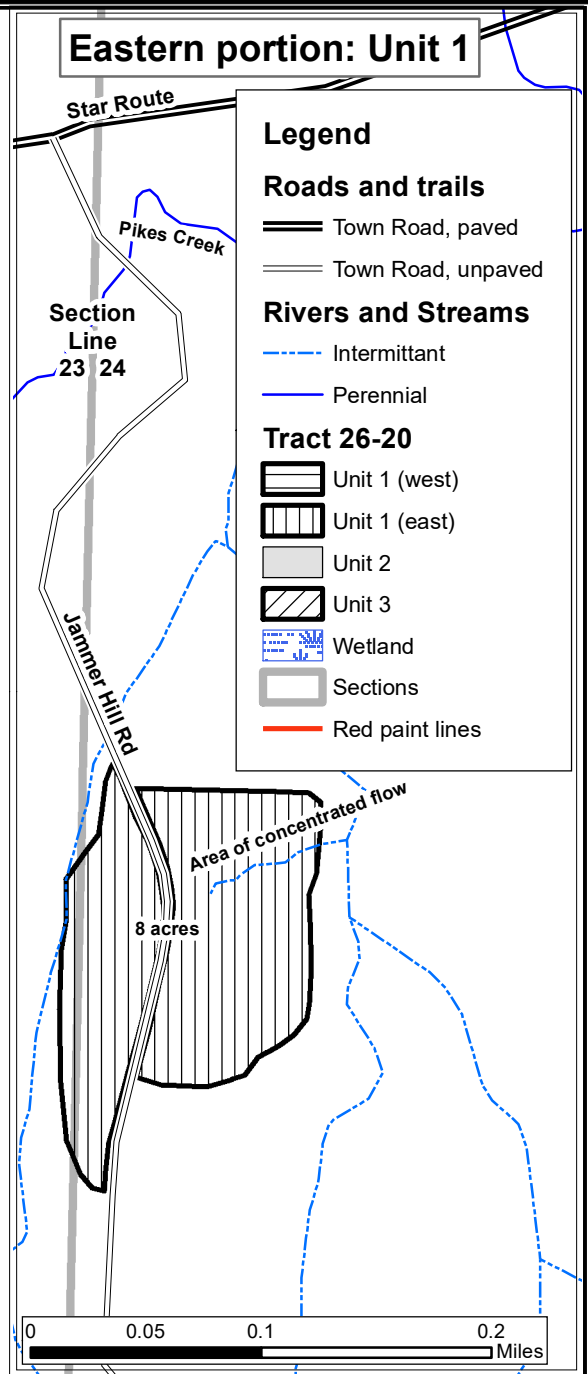 Eastern portion: Unit 1
Star Route
Pikes Creek
Section
Line
23 24
Legend
Roads and trails
Town Road, paved
Town Road, unpaved
Rivers and Streams
Intermittant
Perennial
Tract 26-20
Unit 1 (west)
Unit 1 (east)
Unit 2
Unit 3
Wetland
Sections
Red paint lines
Jammer Hill Rd
Area of concentrated flow
8 acres
0 0.05 0.1 0.2
Miles